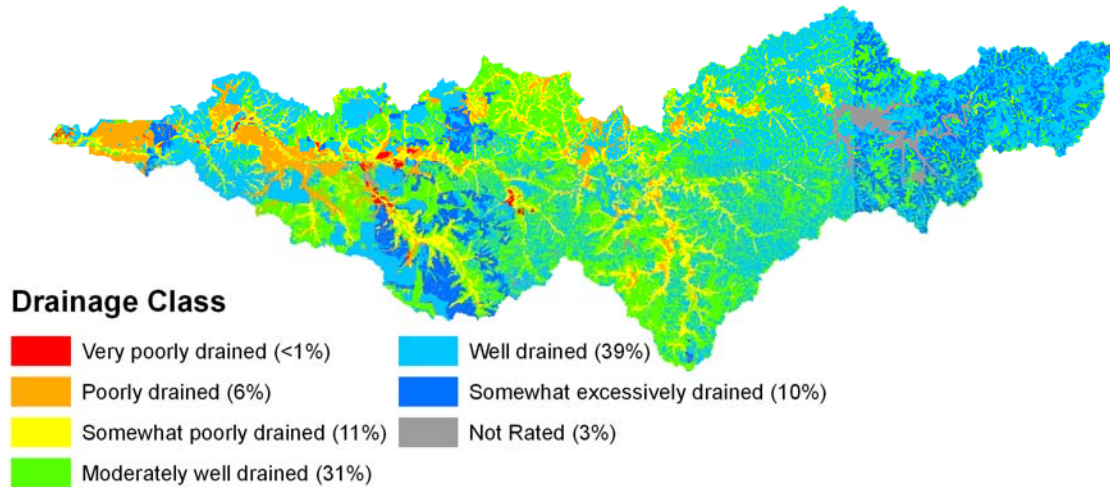 Drainage Class
Very poorly drained (<1%)
Poorly drained (6%)
Somewhat poorly drained (11%)
Moderately well drained (31%)
Well drained (39%)
Somewhat excessively drained (10%)
Not Rated (3%)